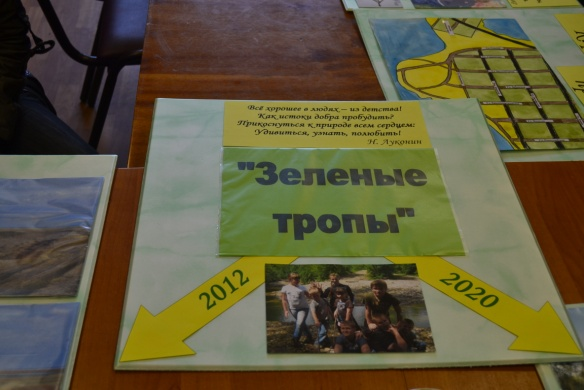 Всё хорошее в людях – из детства!
Как истоки добра пробудить?
Прикоснуться к природе всем сердцем:
Удивиться, узнать, полюбить!
Н. Луконин
"Зеленые
тропы"
2012
2020